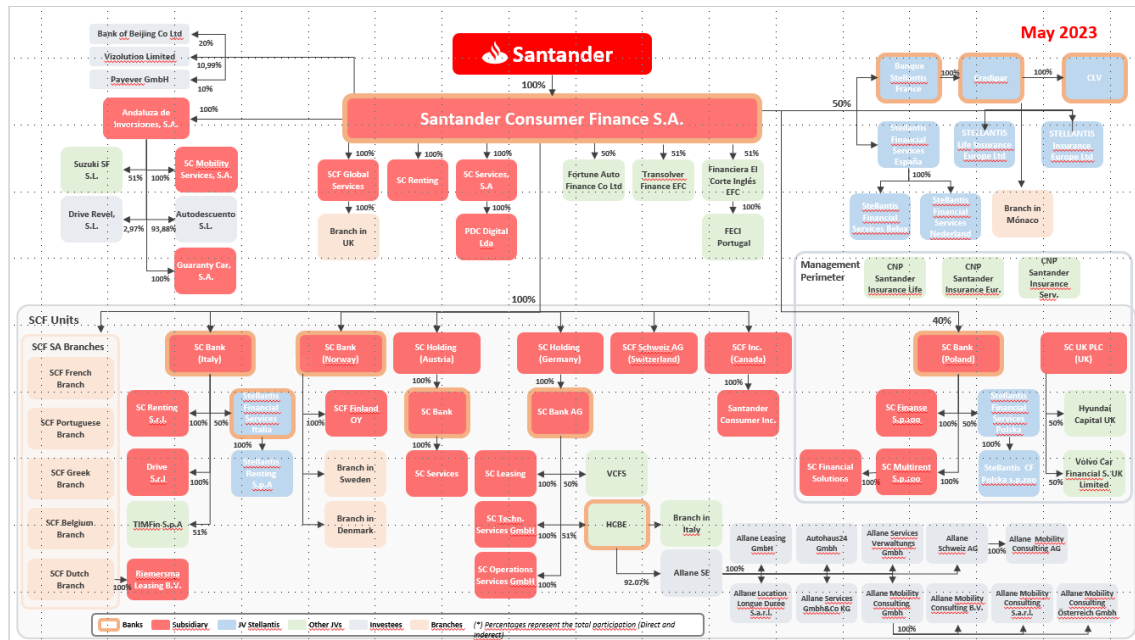 Bank of Beijing Co Ltd
20%
Vizolution Limited
10,99%
Payever GmbH
10%
Santander
May 2023
100%
Santander Consumer Finance S.A.
Andaluza de
Inversiones, S.A.
100%
50%
Banque
Stellantis
France
100%
Credipar
100%
CLV
Stellantis
Financial
Services
España
STELLANTIS
Life Insurance
Europe Ltd
STELLANTIS
Insurance
Europe Ltd
100%
Stellantis
Financial
Services Belux
Stellantis
Financial
Services
Nederland
Branch in
Mónaco
Suzuki SF
S.L.
51%
100%
SC Mobility
Services, S.A.
Drive Revel,
S.L.
2,97%
93,88%
Autodescuento
S.L.
100%
Guaranty Car,
S.A.
100%
SCF Global
Services
100%
Branch in
UK
100%
SC Renting
100%
SC Services,
S.A
100%
PDC Digital
Lda
50%
Fortune Auto
Finance Co Ltd
51%
Transolver
Finance EFC
51%
Financiera El
Corte Inglés
EFC
100%
FECI
Portugal
Management
Perimeter
CNP
Santander
Insurance Life
CNP
Santander
Insurance Eur.
CNP
Santander
Insurance
Serv.
100%
40%
SCF Units
SCF SA Branches
SCF French
Branch
SCF Portuguese
Branch
SCF Greek
Branch
SCF Belgium
Branch
SCF Dutch
Branch
100%
Riemersma
Leasing B.V.
SC Bank
(Italy)
SC Renting
S.r.l.
100%
50%
Stellantis
Financial
Services
Italia
100%
Stellantis
Renting
S.p.A
Drive
S.r.l
100%
TIMFin S.p.A
51%
SC Bank
(Norway)
SCF Finland
OY
100%
Branch in
Sweden
Branch in
Denmark
SC Holding
(Austria)
100%
SC Bank
100%
SC Services
SC Holding
(Germany)
100%
SC Bank AG
SC Leasing
100%
50%
VCFS
SC Techn.
Services GmbH
100%
51%
HCBE
Branch in
Italy
SC Operations
Services GmbH
100%
92.07%
Allane SE
SCF Schweiz AG
(Switzerland)
SCF Inc.
(Canada)
100%
Santander
Consumer Inc.
SC Bank
(Poland)
SC Finanse
S.p.zoo
100%
50%
Stellantis
Financial
Services
Polska
100%
Stellantis CF
Polska s.p.zoo
SC Financial
Solutions
100%
SC Multirent
S.p.zoo
100%
SC UK PLC
(UK)
50%
Hyundai
Capital UK
50%
Volvo Car
Financial S. UK
Limited
100%
Allane Leasing
GmbH
Autohaus24
Gmbh
Allane Services
Verwaltungs
Gmbh
Allane
Schweiz AG
100%
Allane Mobility
Consulting AG
Allane Location
Longue Durée
S.a.r.l.
Allane Services
Gmbh&Co KG
Allane Mobility
Consulting
Gmbh
Allane Mobility
Consulting B.V.
Allane Mobility
Consulting
S.a.r.l.
Allane Mobility
Consulting
Österreich Gmbh
100%
Banks
Subsidiary
JV Stellantis
Other JVs
Investees
Branches
(*) Percentages represent the total participation (Direct and
inderect)